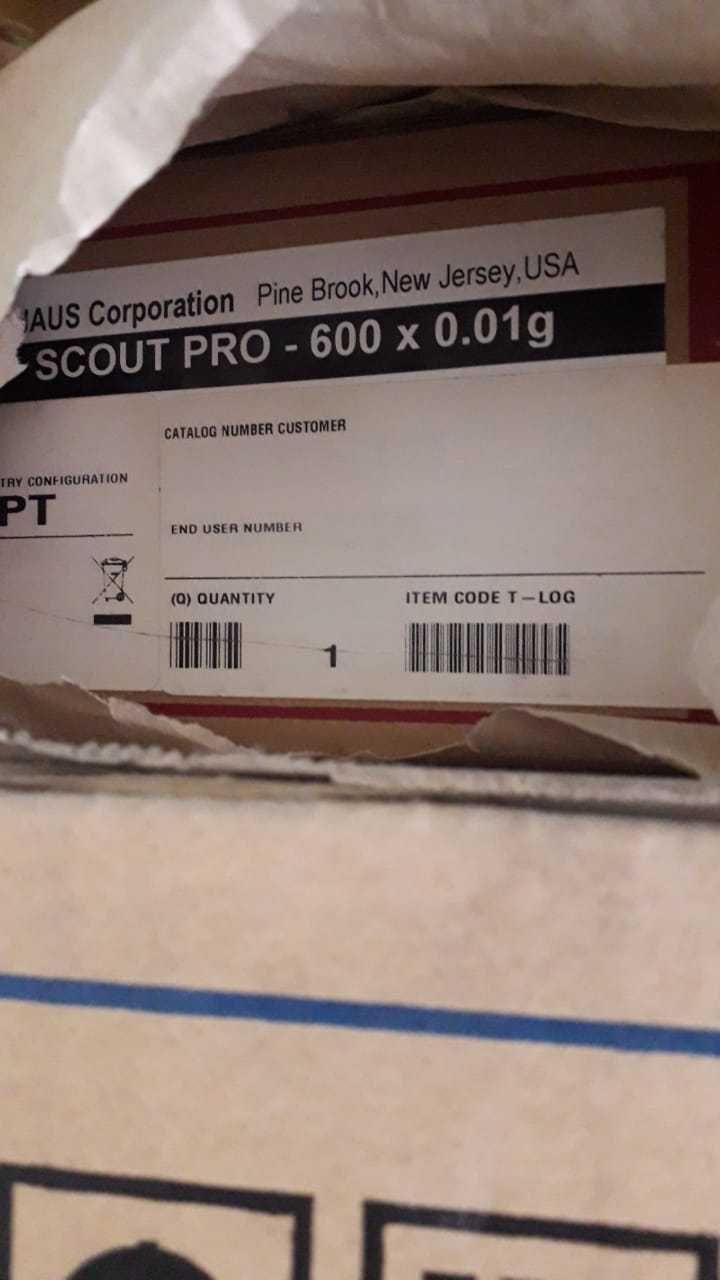 HAUS Corporation Pine Brook,New Jersey,USA
SCOUT PRO - 600 x 0.01g
CATALOG NUMBER CUSTOMER
TRY CONFIGURATION
PT
END USER NUMBER
(Q) QUANTITY
ITEM CODE T-LOG
1